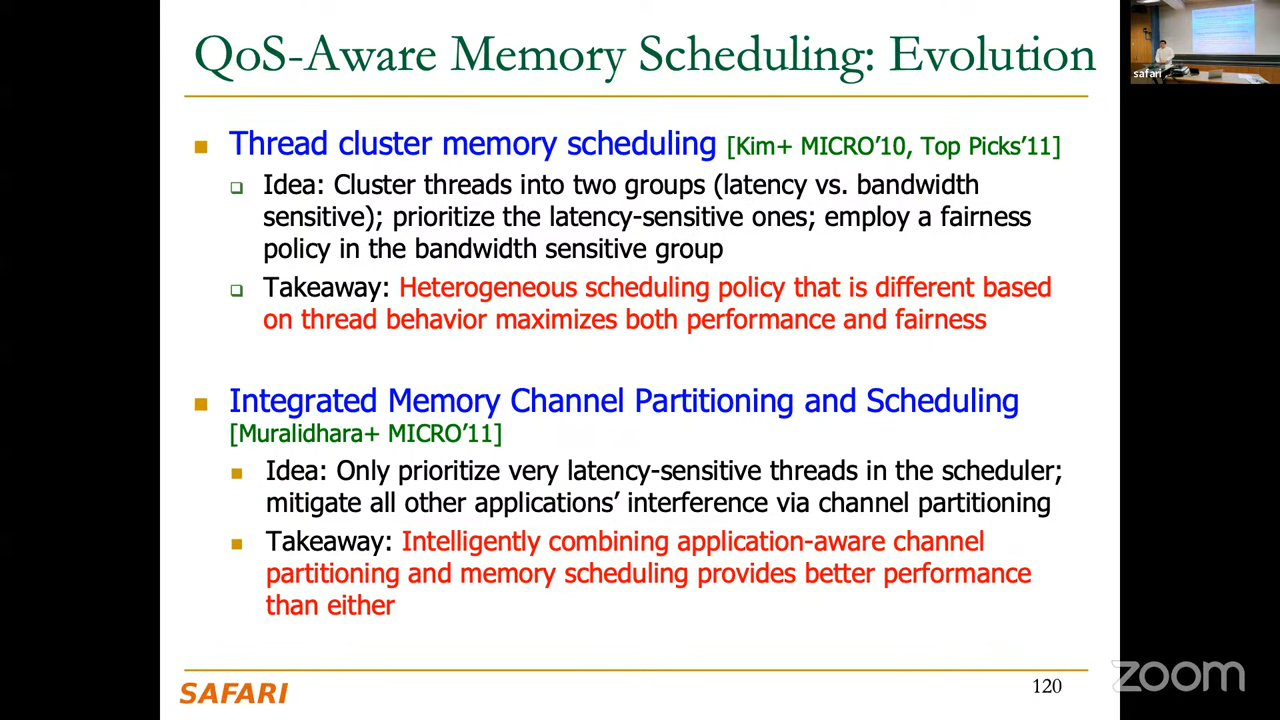 QoS-Aware Memory Scheduling: Evolution
safari
Thread cluster memory scheduling [Kim+ MICRO'10, Top Picks'11]
Idea: Cluster threads into two groups (latency vs. bandwidth
sensitive); prioritize the latency-sensitive ones; employ a fairness
policy in the bandwidth sensitive group
Takeaway: Heterogeneous scheduling policy that is different based
on thread behavior maximizes both performance and fairness
Integrated Memory Channel Partitioning and Scheduling
[Muralidhara+ MICRO'11]
Idea: Only prioritize very latency-sensitive threads in the scheduler;
mitigate all other applications' interference via channel partitioning
Takeaway: Intelligently combining application-aware channel
partitioning and memory scheduling provides better performance
than either
SAFARI
120
zoom